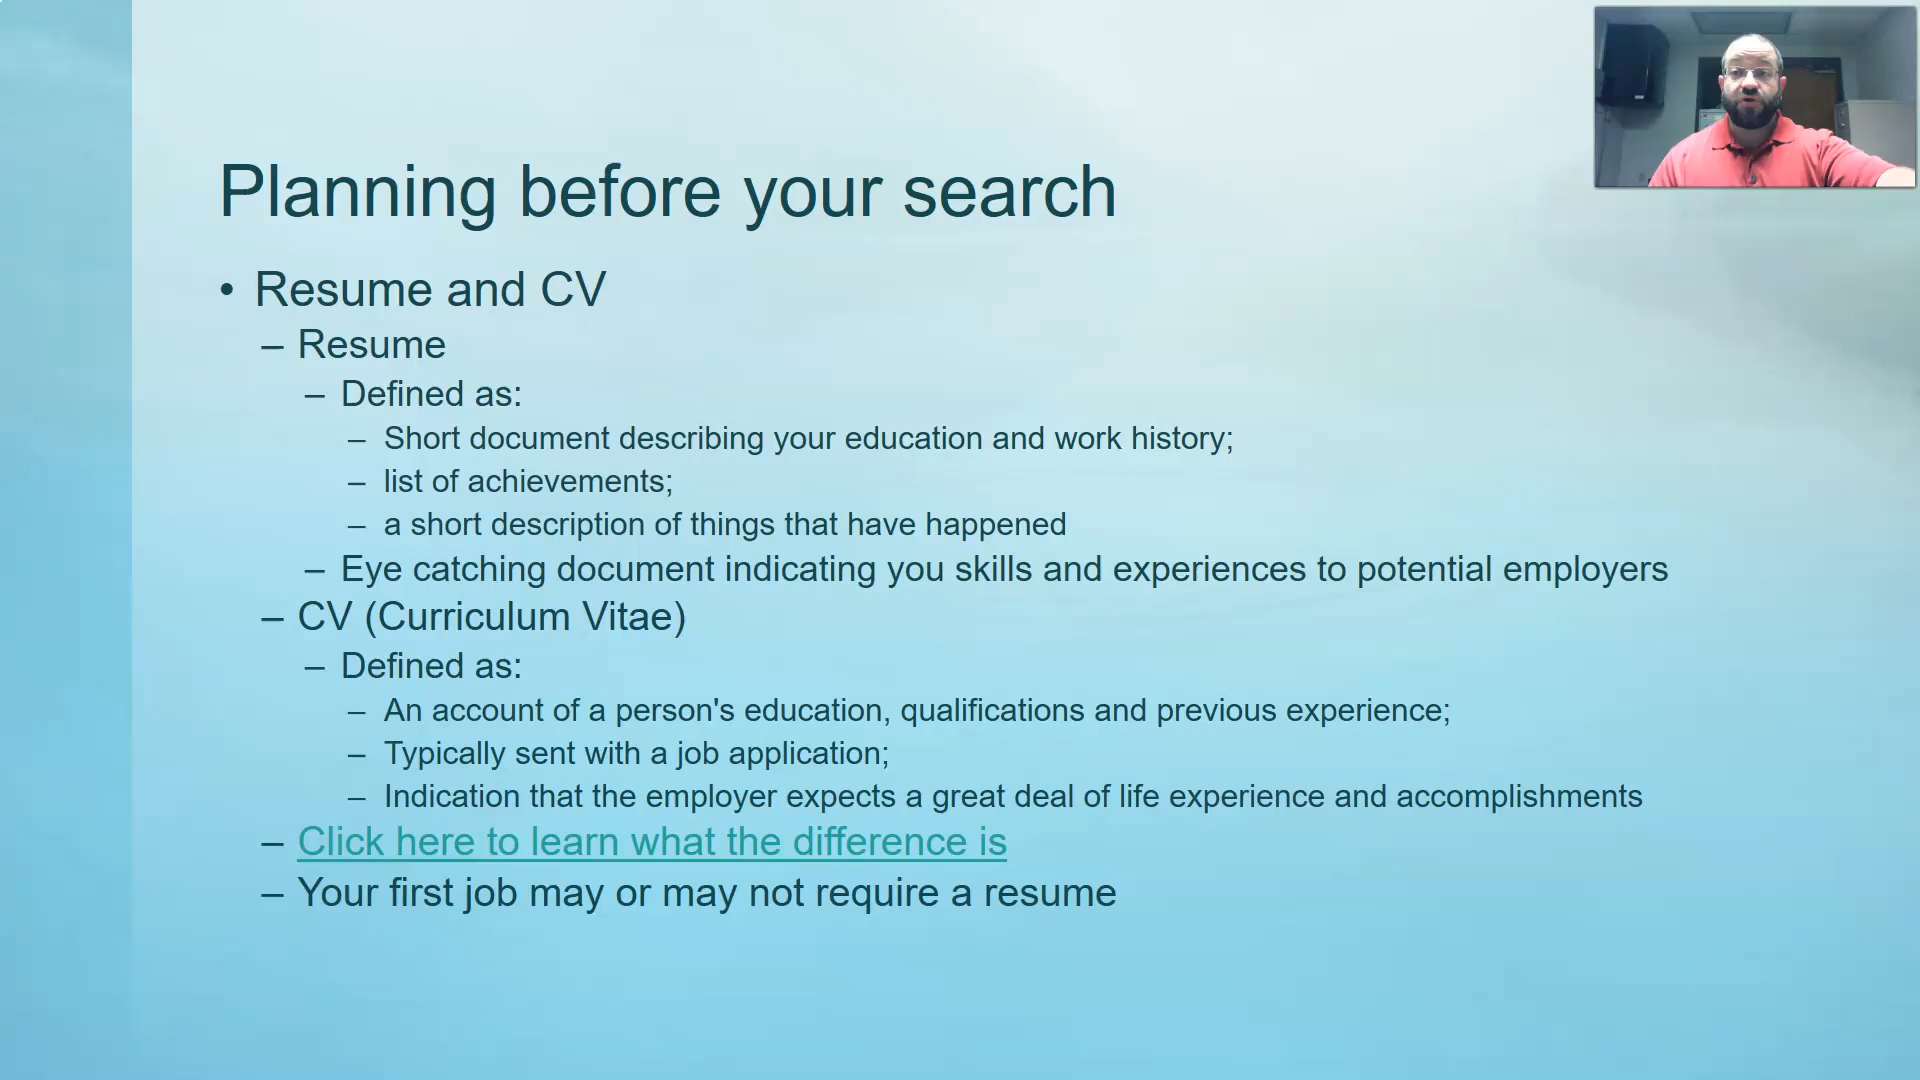 Planning before your search
• Resume and CV
– Resume
– Defined as:
– Short document describing your education and work history;
– list of achievements;
– a short description of things that have happened
– Eye catching document indicating you skills and experiences to potential employers
– CV (Curriculum Vitae)
– Defined as:
– An account of a person's education, qualifications and previous experience;
– Typically sent with a job application;
– Indication that the employer expects a great deal of life experience and accomplishments
– Click here to learn what the difference is
– Your first job may or may not require a resume